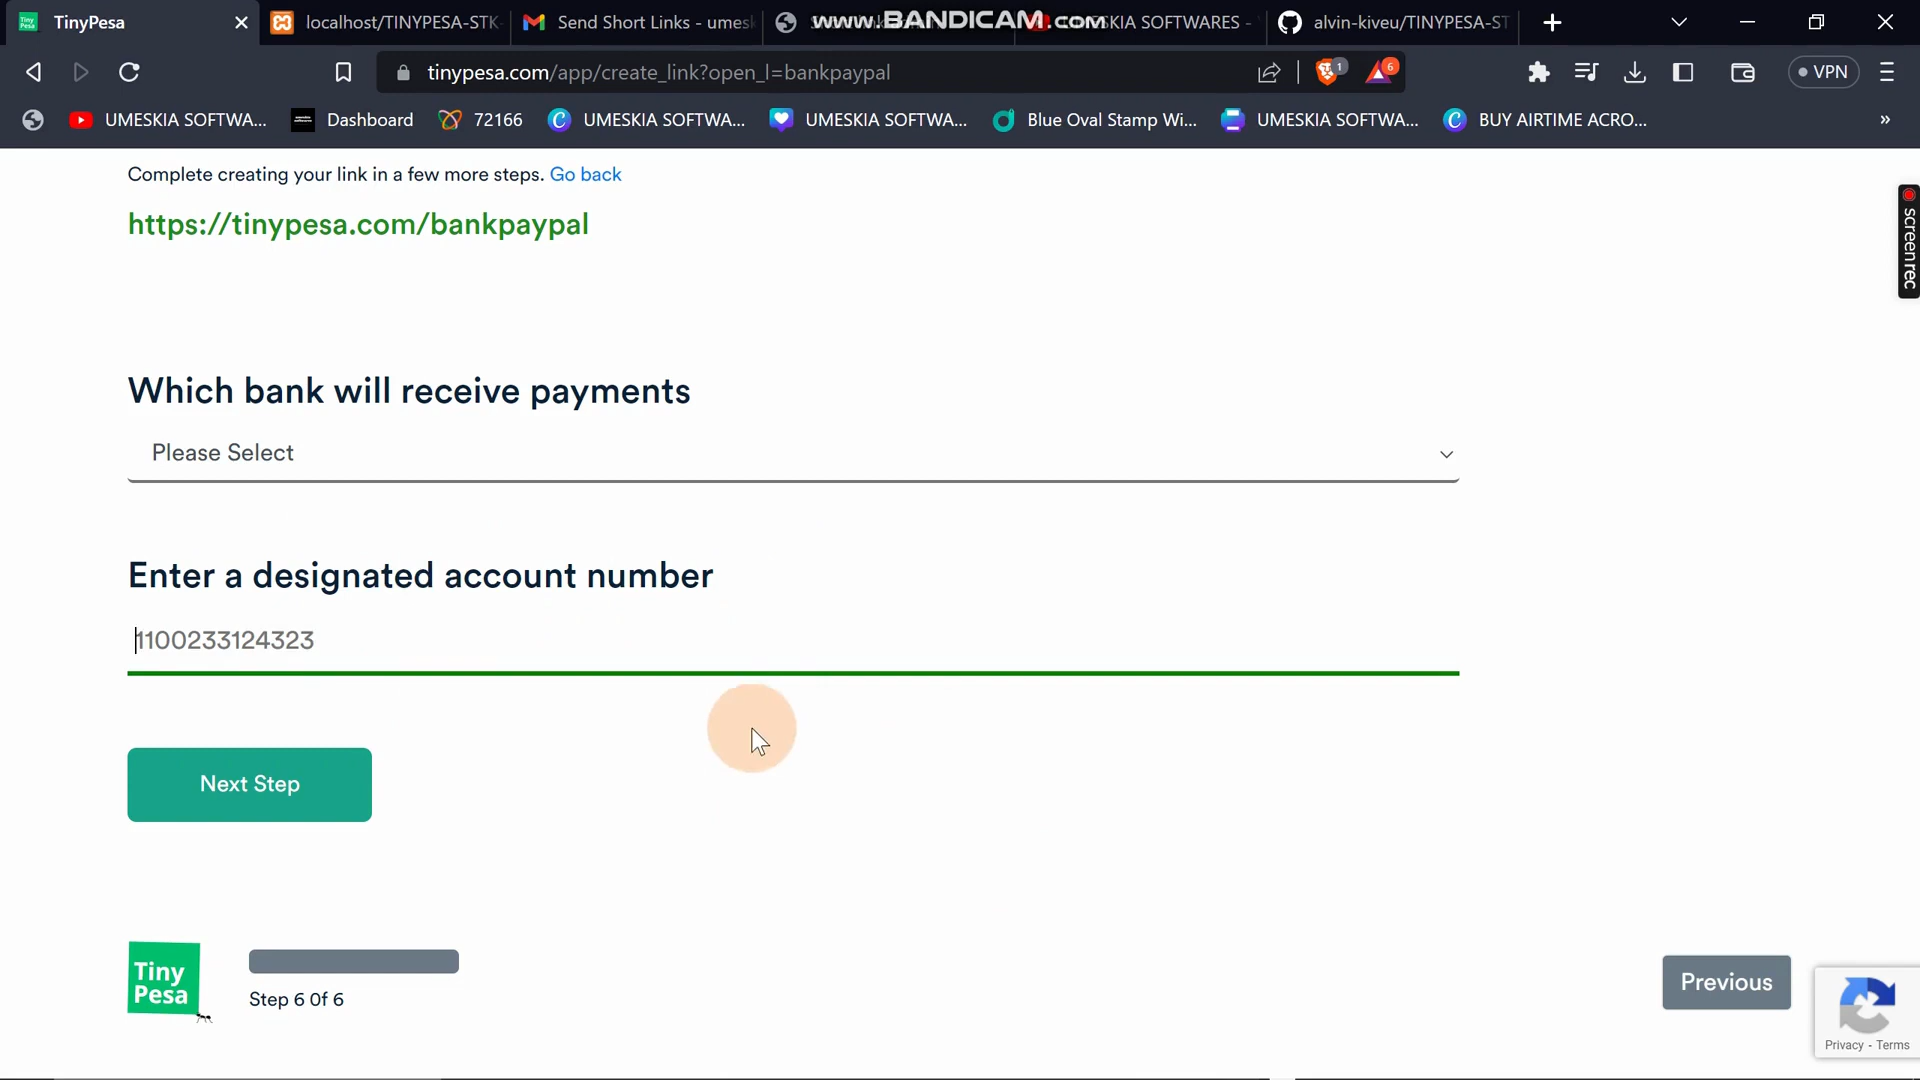 TinyPesa
localhost/TINYPESA-STK
Send Short Links - umesk
www.BANDICAM.com
SKIA SOFTWARES -
alvin-kiveu/TINYPESA-ST
tinypesa.com/app/create_link?open_l=bankpaypal
1
6
VPN
UMESKIA SOFTWA...
Dashboard
72166
UMESKIA SOFTWA...
UMESKIA SOFTWA...
Blue Oval Stamp Wi...
UMESKIA SOFTWA...
BUY AIRTIME ACRO...
»
Complete creating your link in a few more steps. Go back
https://tinypesa.com/bankpaypal
screenrec
Which bank will receive payments
Please Select
Enter a designated account number
1100233124323
Next Step
Tiny
Pesa
Step 6 Of 6
Previous
Privacy - Terms